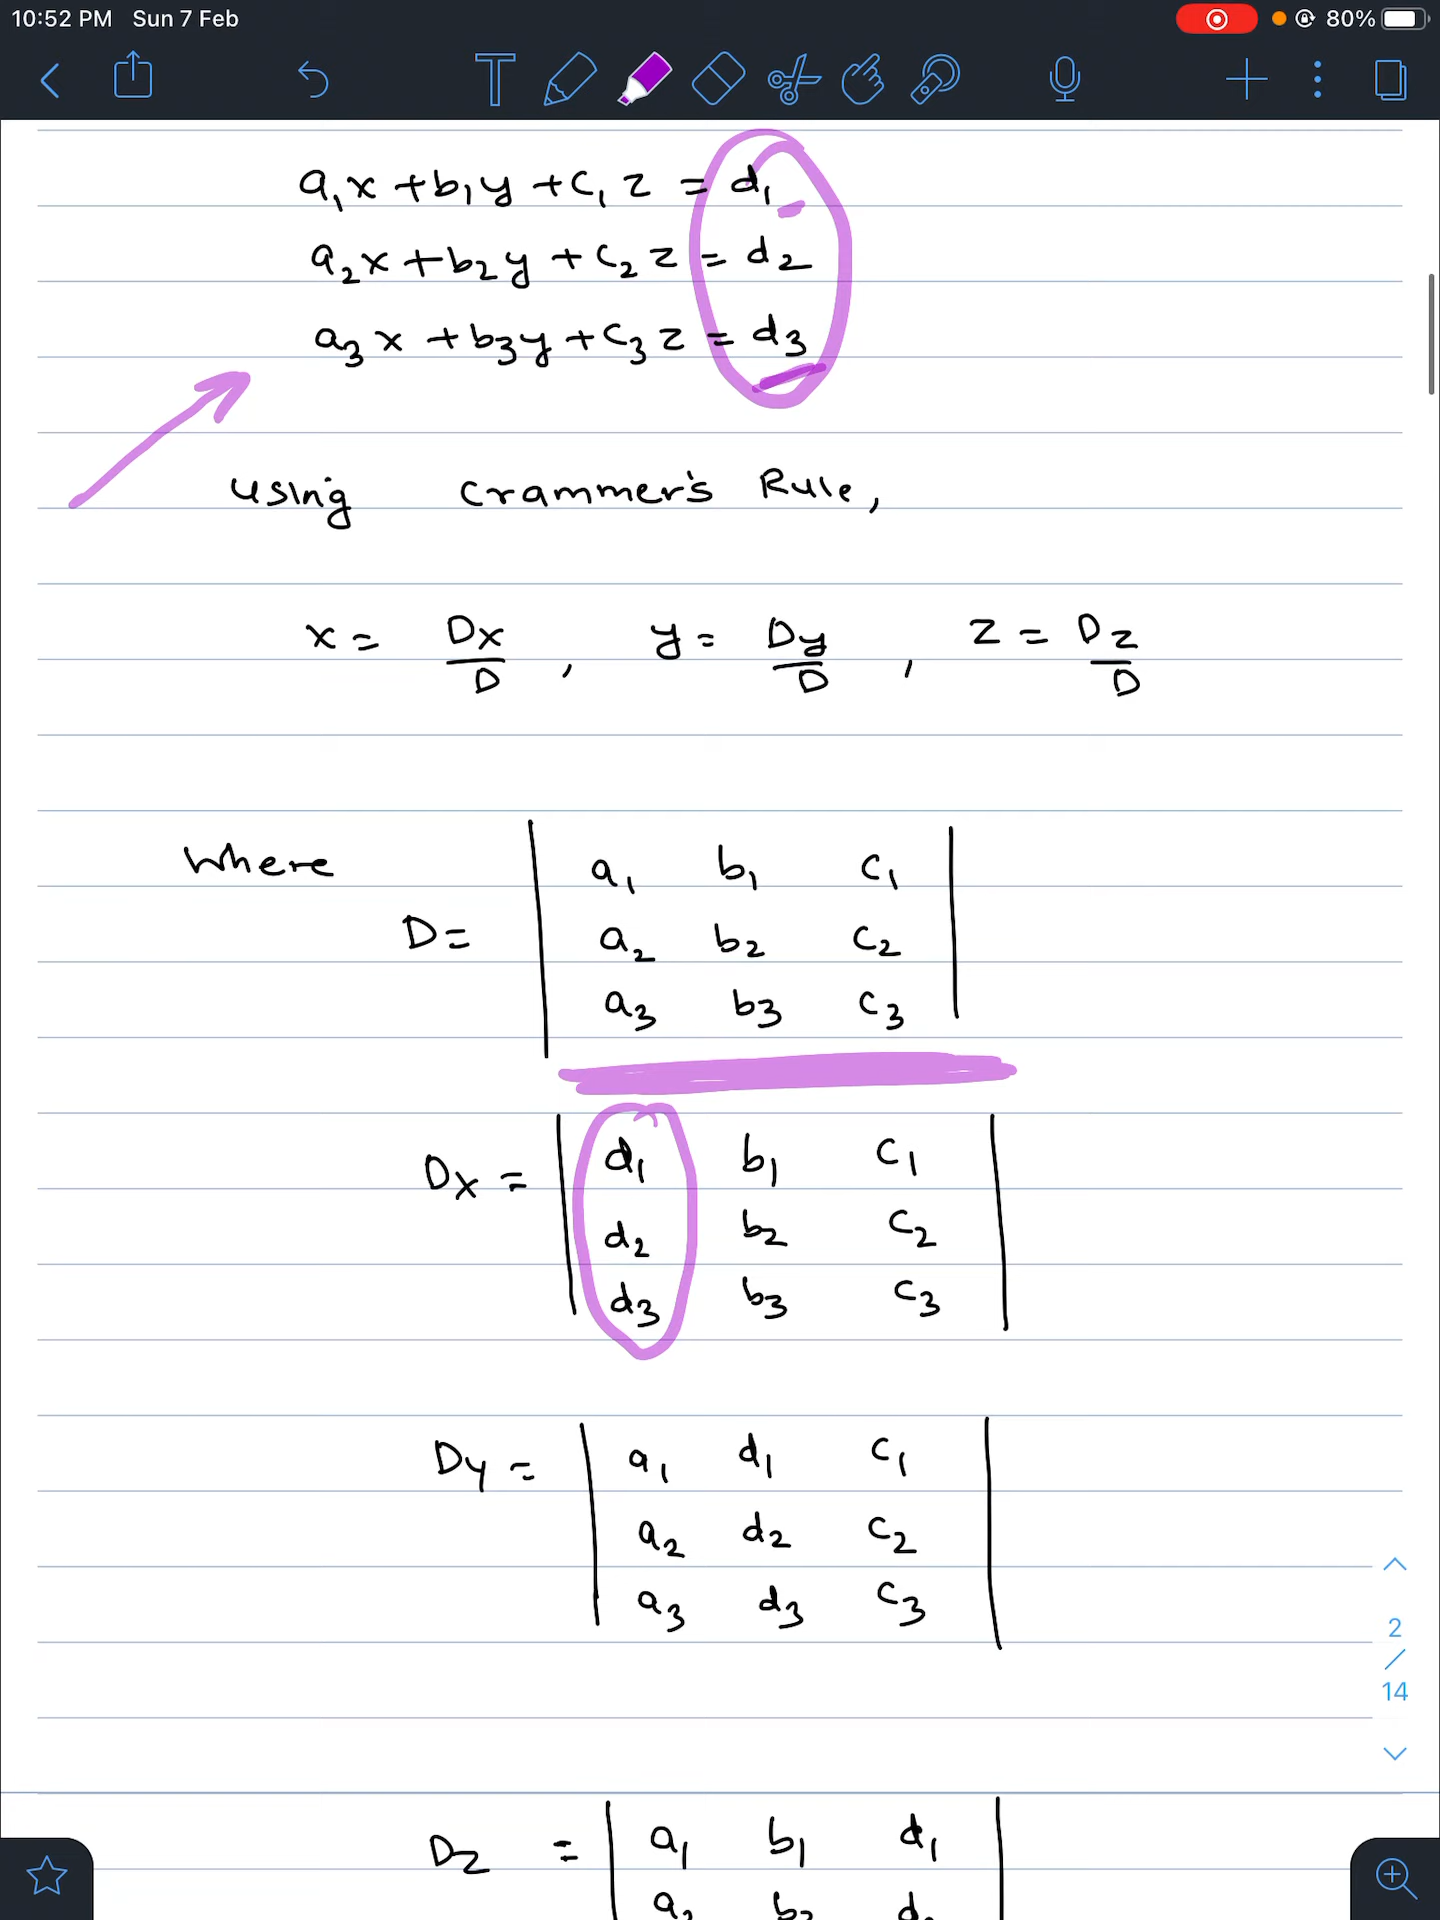 10:52 PM Sun 7 Feb 80%
a₁x + b₁y + c₁ z = d₁
a₂x + b₂y + c₂ z = d₂
a₃x + b₃y + c₃ z = d₃
using Crammer's Rule,
x = Dx/D , y = Dy/D , z = Dz/D
Where
D = | a₁ b₁ c₁ |
| a₂ b₂ c₂ |
| a₃ b₃ c₃ |
Dx = | d₁ b₁ c₁ |
| d₂ b₂ c₂ |
| d₃ b₃ c₃ |
Dy = | a₁ d₁ c₁ |
| a₂ d₂ c₂ |
| a₃ d₃ c₃ |
2
/
14
Dz = | a₁ b₁ d₁ |